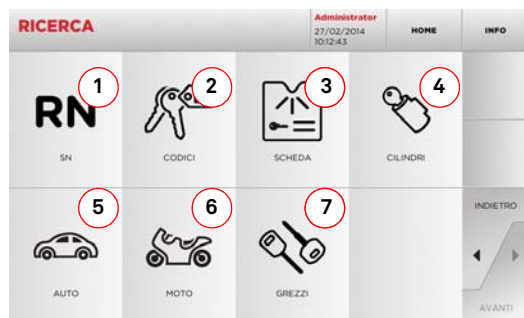 RICERCA
Administrator
27/02/2014
10:12:43
HOME
INFO
1
2
3
4
RN
SN
CODICI
SCHEDA
CILINDRI
5
6
7
AUTO
MOTO
GREZZI
INDIETRO
AVANTI